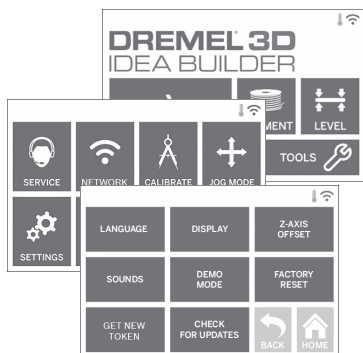 DREMEL 3D
IDEA BUILDER
LEVEL
TOOLS
SERVICE
NETWORK
CALIBRATE
JOG MODE
SETTINGS
LANGUAGE
DISPLAY
Z-AXIS
OFFSET
SOUNDS
DEMO
MODE
FACTORY
RESET
GET NEW
TOKEN
CHECK
FOR UPDATES
BACK
HOME